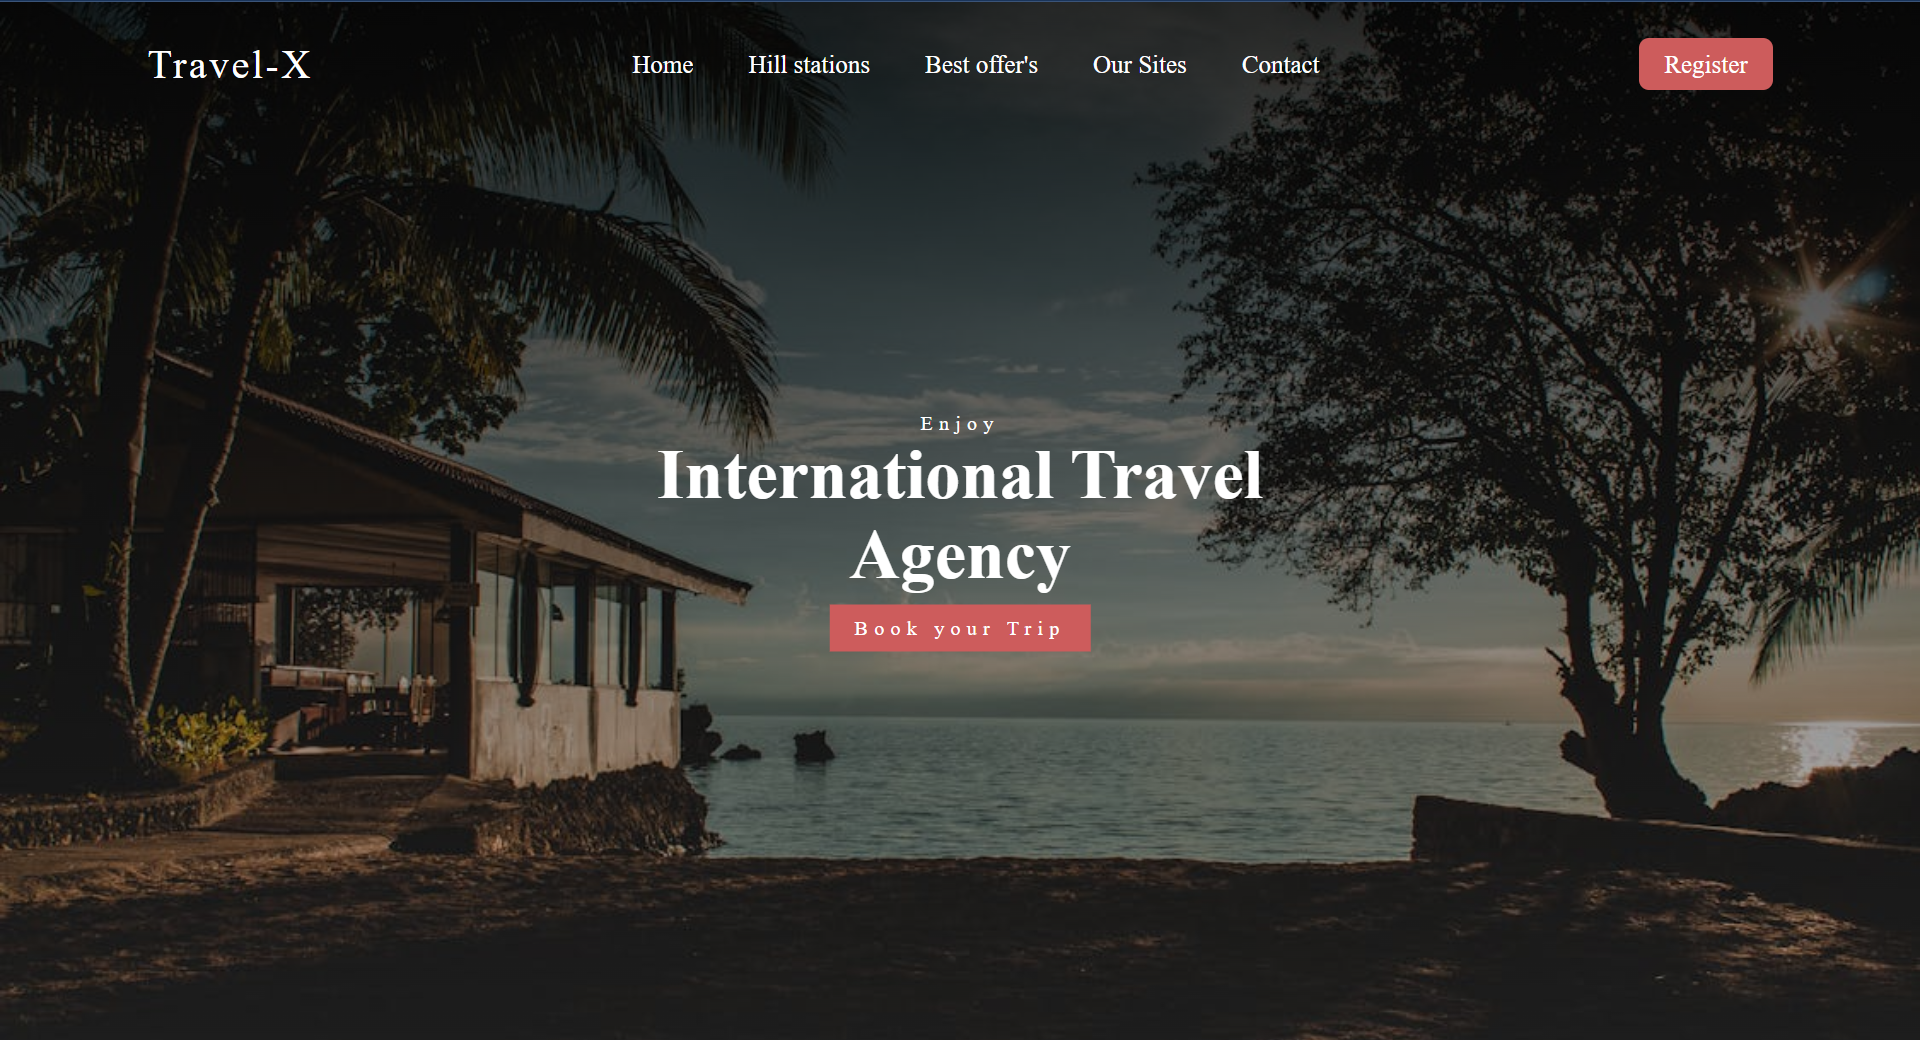 Travel-X
Home
Hill stations
Best offer's
Our Sites
Contact
Register
Enjoy
International Travel
Agency
Book your Trip